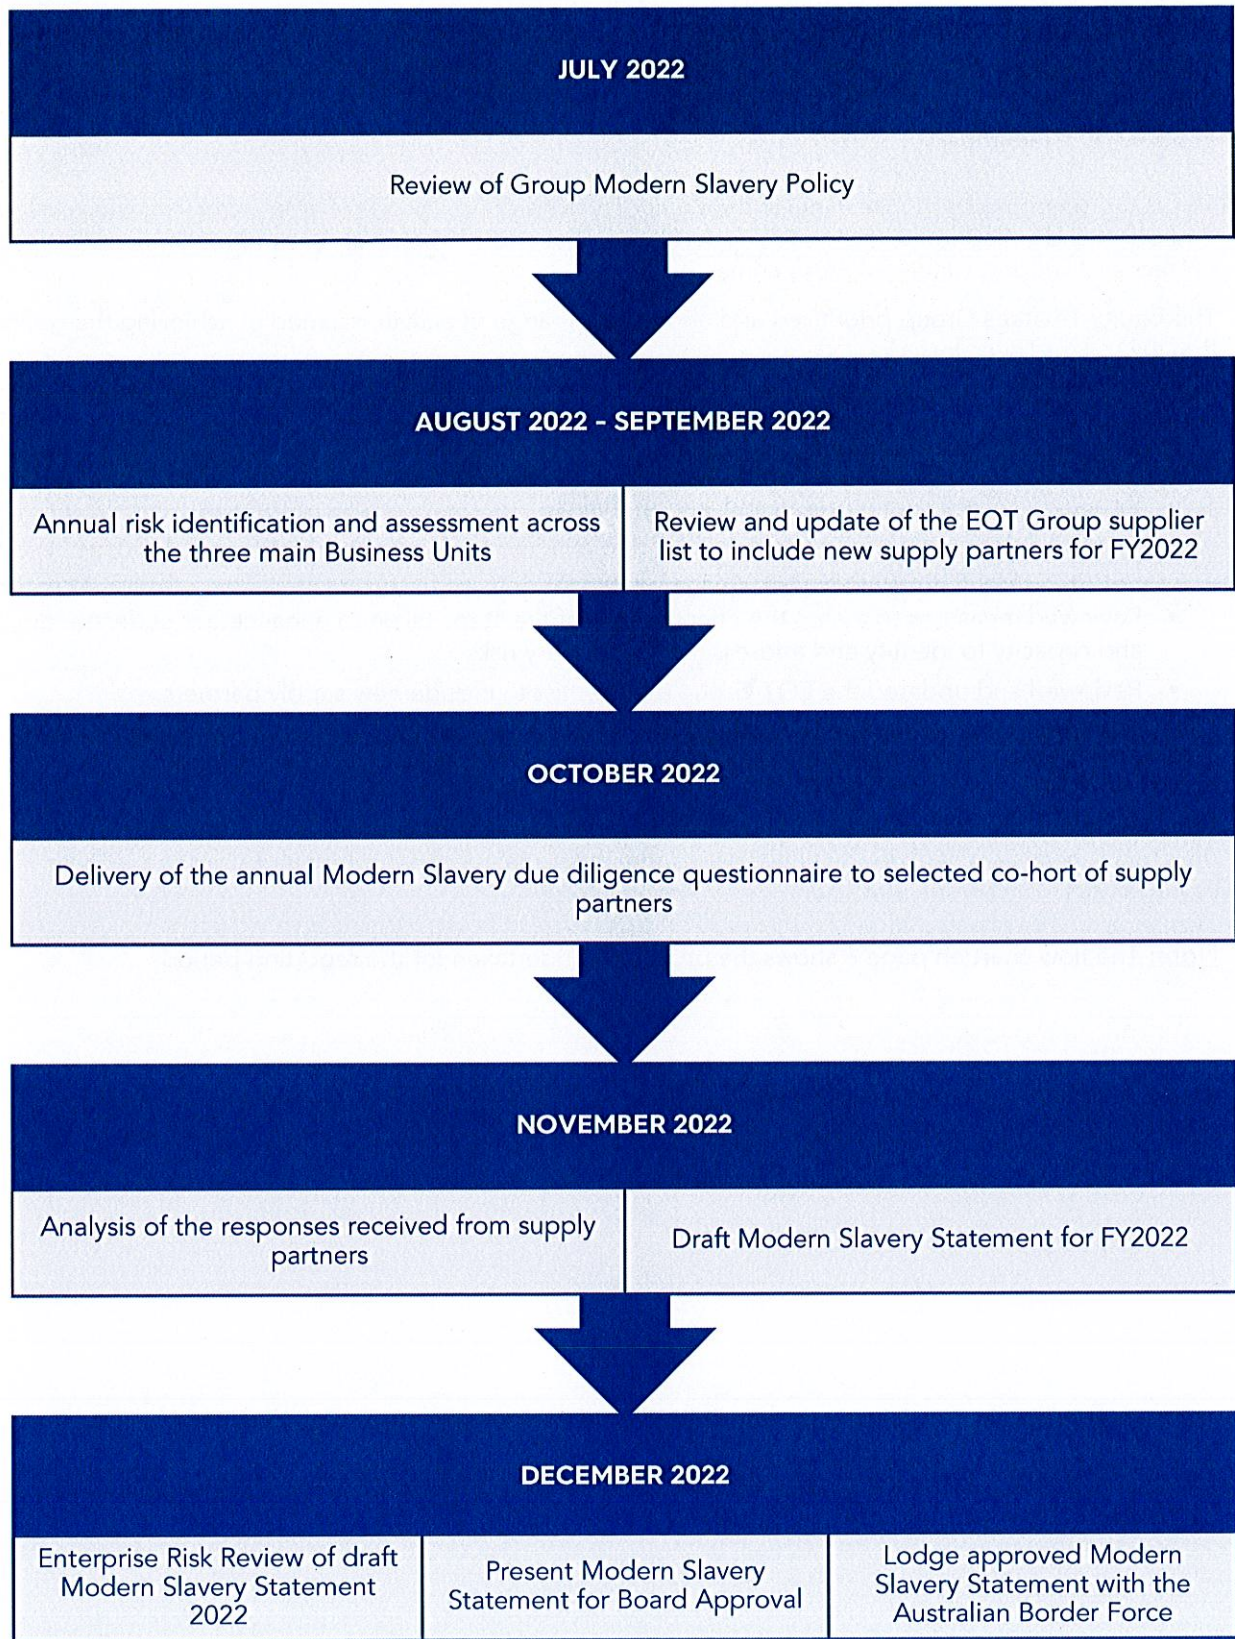 JULY 2022
Review of Group Modern Slavery Policy
AUGUST 2022 - SEPTEMBER 2022
Annual risk identification and assessment across
the three main Business Units
Review and update of the EQT Group supplier
list to include new supply partners for FY2022
OCTOBER 2022
Delivery of the annual Modern Slavery due diligence questionnaire to selected co-hort of supply
partners
NOVEMBER 2022
Analysis of the responses received from supply
partners
Draft Modern Slavery Statement for FY2022
DECEMBER 2022
Enterprise Risk Review of draft
Modern Slavery Statement
2022
Present Modern Slavery
Statement for Board Approval
Lodge approved Modern
Slavery Statement with the
Australian Border Force